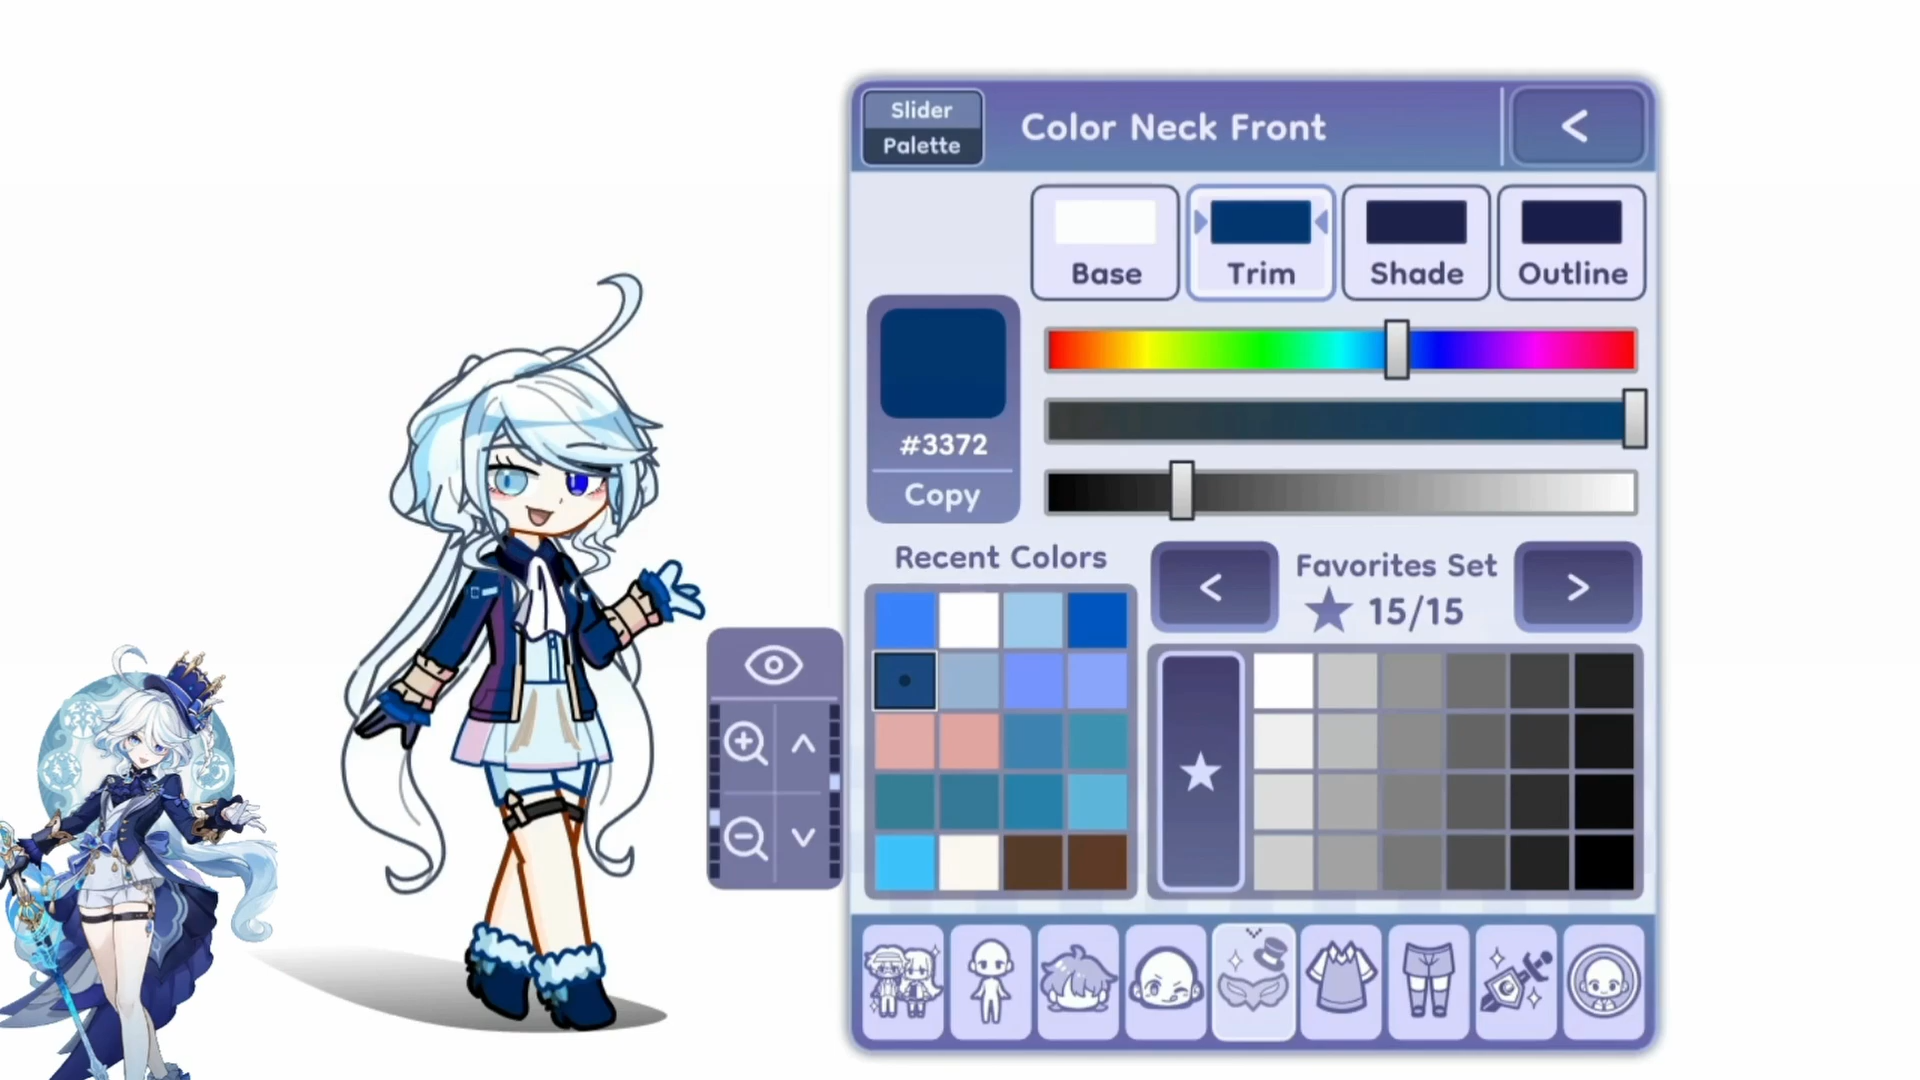 Slider
Palette
Color Neck Front
<
Base
Trim
Shade
Outline
#3372
Copy
Recent Colors
<
Favorites Set
★ 15/15
>